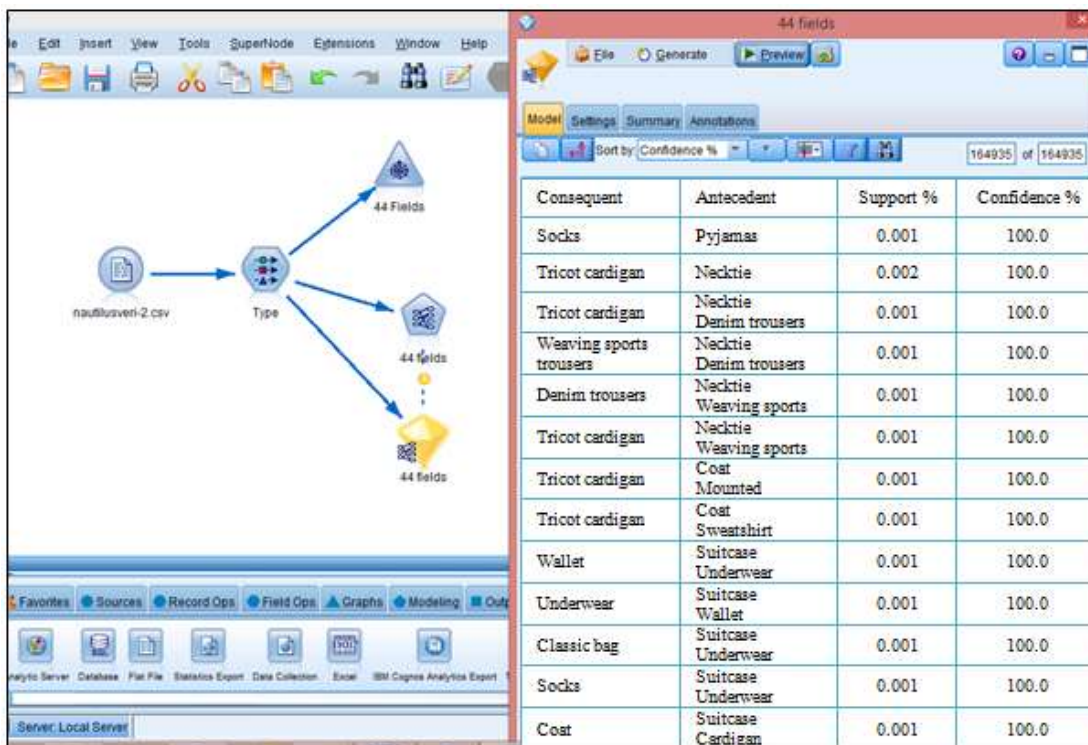 Edit Insert View Tools SuperNode Extensions Window Help
44 Fields
nautilusveri-2.csv
Type
44 fields
44 fields
Favorites Sources Record Ops Field Ops Graphs Modeling
Database Flat File Statistics Export Data Collection Excel IBM Cognos Analytics Export
Server: Local Server
44 fields
File Generate Preview
Model Settings Summary Annotations
Sort by: Confidence % 164935 of 164935
Consequent Antecedent Support % Confidence %
Socks Pyjamas 0.001 100.0
Tricot cardigan Necktie 0.002 100.0
Tricot cardigan Necktie
Denim trousers 0.001 100.0
Weaving sports
trousers Necktie
Denim trousers 0.001 100.0
Denim trousers Necktie
Weaving sports 0.001 100.0
Tricot cardigan Necktie
Weaving sports 0.001 100.0
Tricot cardigan Coat
Mounted 0.001 100.0
Tricot cardigan Coat
Sweatshirt 0.001 100.0
Wallet Suitcase
Underwear 0.001 100.0
Underwear Suitcase
Wallet 0.001 100.0
Classic bag Suitcase
Underwear 0.001 100.0
Socks Suitcase
Underwear 0.001 100.0
Coat Suitcase
Cardigan 0.001 100.0